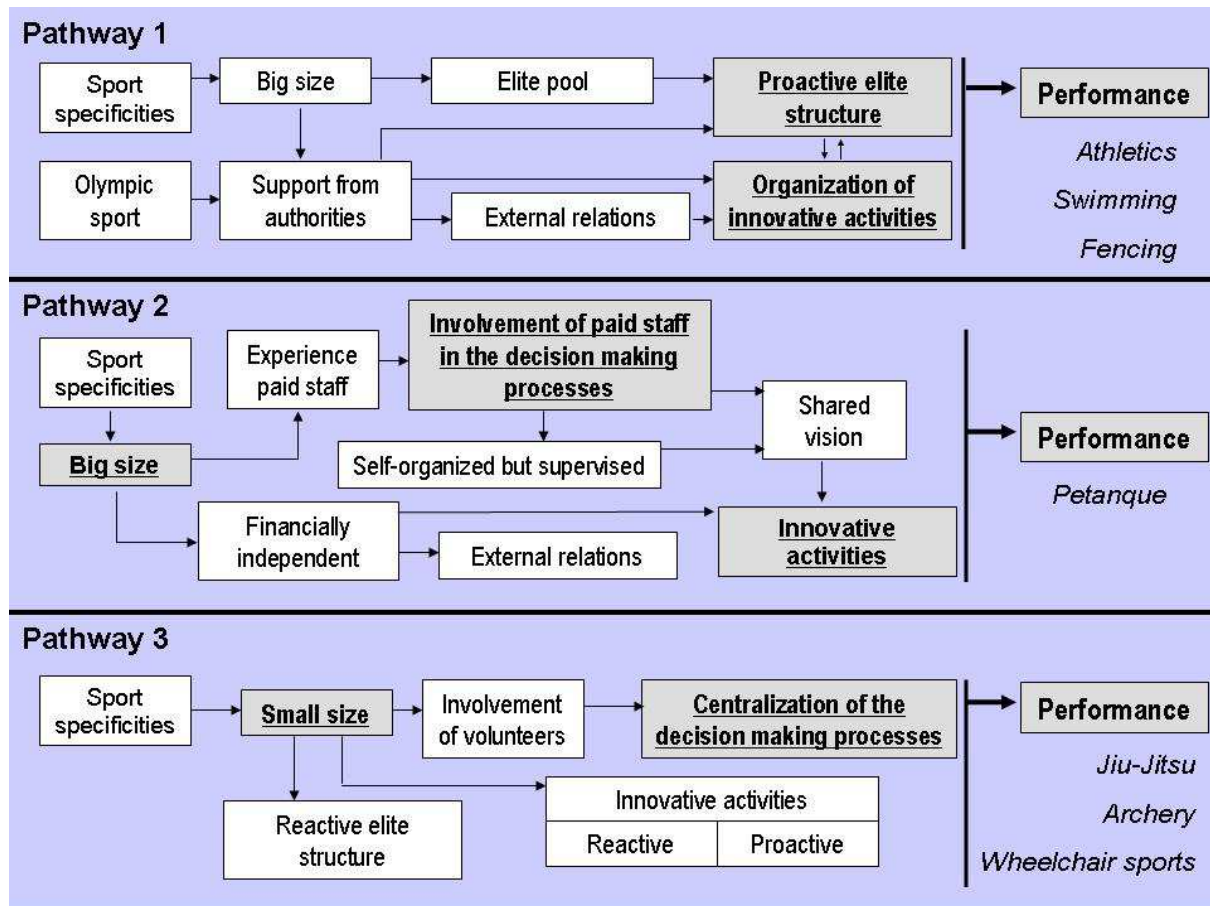 Pathway 1
Sport
specificities
Big size
Elite pool
Proactive elite
structure
Performance
Athletics
Swimming
Fencing
Olympic
sport
Support from
authorities
External relations
Organization of
innovative activities
Pathway 2
Sport
specificities
Big size
Experience
paid staff
Involvement of paid staff
in the decision making
processes
Self-organized but supervised
Shared
vision
Financially
independent
External relations
Innovative
activities
Performance
Petanque
Pathway 3
Sport
specificities
Small size
Involvement
of volunteers
Centralization of the
decision making processes
Reactive elite
structure
Innovative activities
Reactive
Proactive
Performance
Jiu-Jitsu
Archery
Wheelchair sports